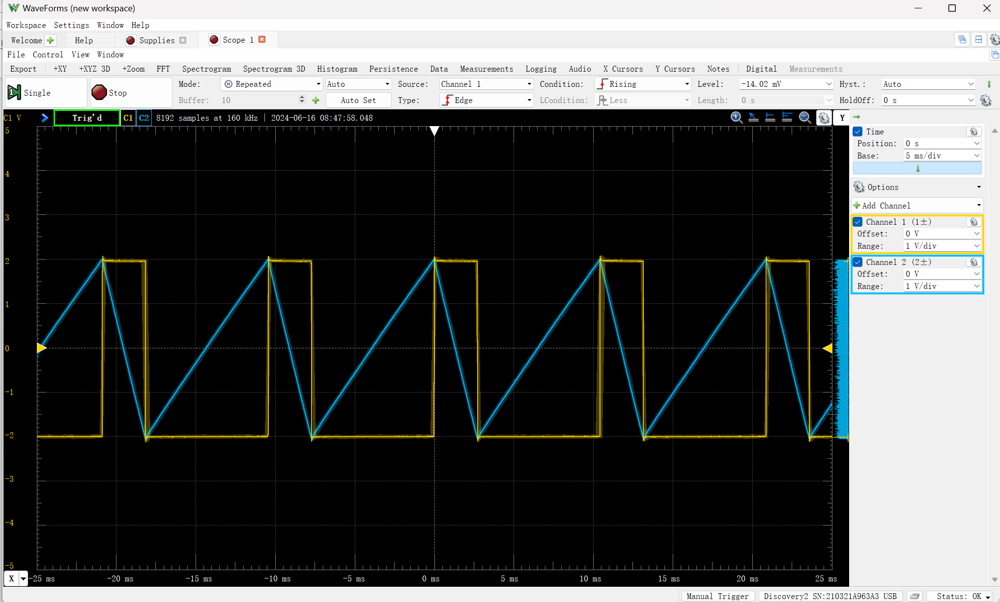 WaveForms (new workspace)
Workspace Settings Window Help
Welcome Help Supplies Scope 1
File Control View Window
Export +XY +XYZ 3D +Zoom FFT Spectrogram Spectrogram 3D Histogram Persistence Data Measurements Logging Audio X Cursors Y Cursors Notes Digital Measurements
Single Stop Mode: Repeated Auto Source: Channel 1 Condition: Rising Level: -14.02 mV Hyst.: Auto
Buffer: 10 Auto Set Type: Edge LCondition: Less Length: 0 s HoldOff: 0 s
C1 V Trig'd C1 C2 8192 samples at 160 kHz | 2024-06-16 08:47:58.048 Y
5
4
3
2
1
0
-1
-2
-3
-4
-5
X -25 ms -20 ms -15 ms -10 ms -5 ms 0 ms 5 ms 10 ms 15 ms 20 ms 25 ms
Time
Position: 0 s
Base: 5 ms/div
Options
Add Channel
Channel 1 (1±)
Offset: 0 V
Range: 1 V/div
Channel 2 (2±)
Offset: 0 V
Range: 1 V/div
Manual Trigger Discovery2 SN:210321A963A3 USB Status: OK